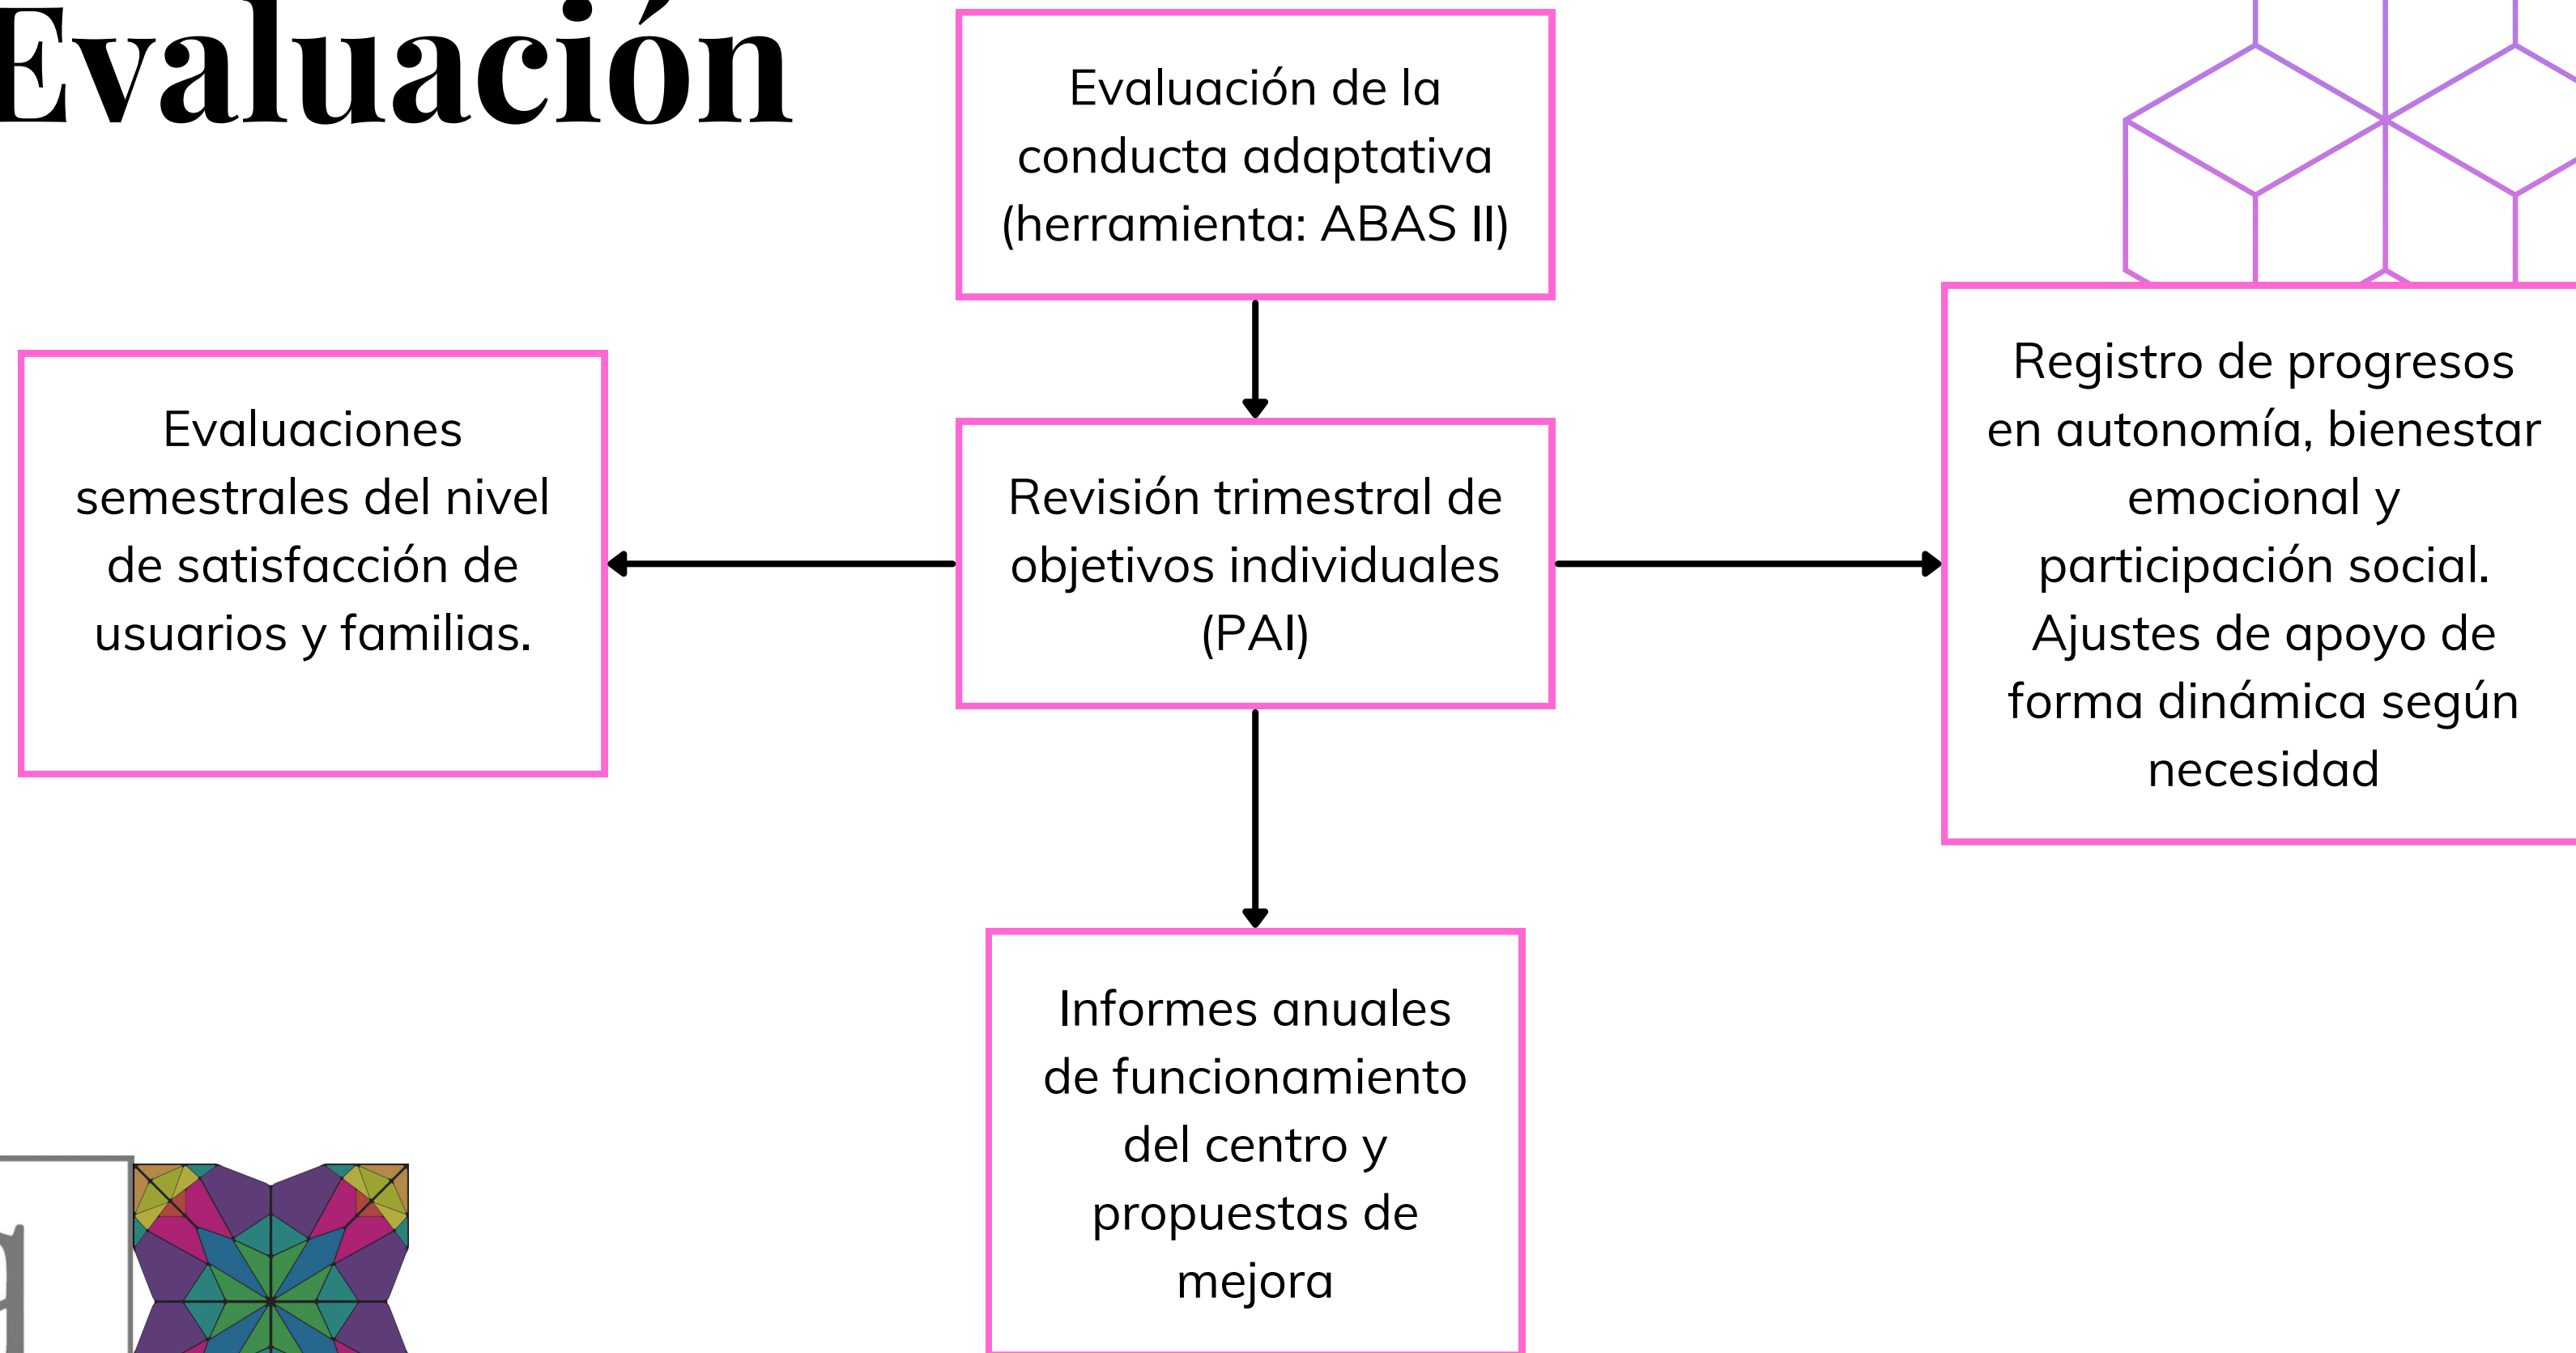 Evaluación
Evaluación de la
conducta adaptativa
(herramienta: ABAS II)
Evaluaciones
semestrales del nivel
de satisfacción de
usuarios y familias.
Revisión trimestral de
objetivos individuales
(PAI)
Registro de progresos
en autonomía, bienestar
emocional y
participación social.
Ajustes de apoyo de
forma dinámica según
necesidad
Informes anuales
de funcionamiento
del centro y
propuestas de
mejora